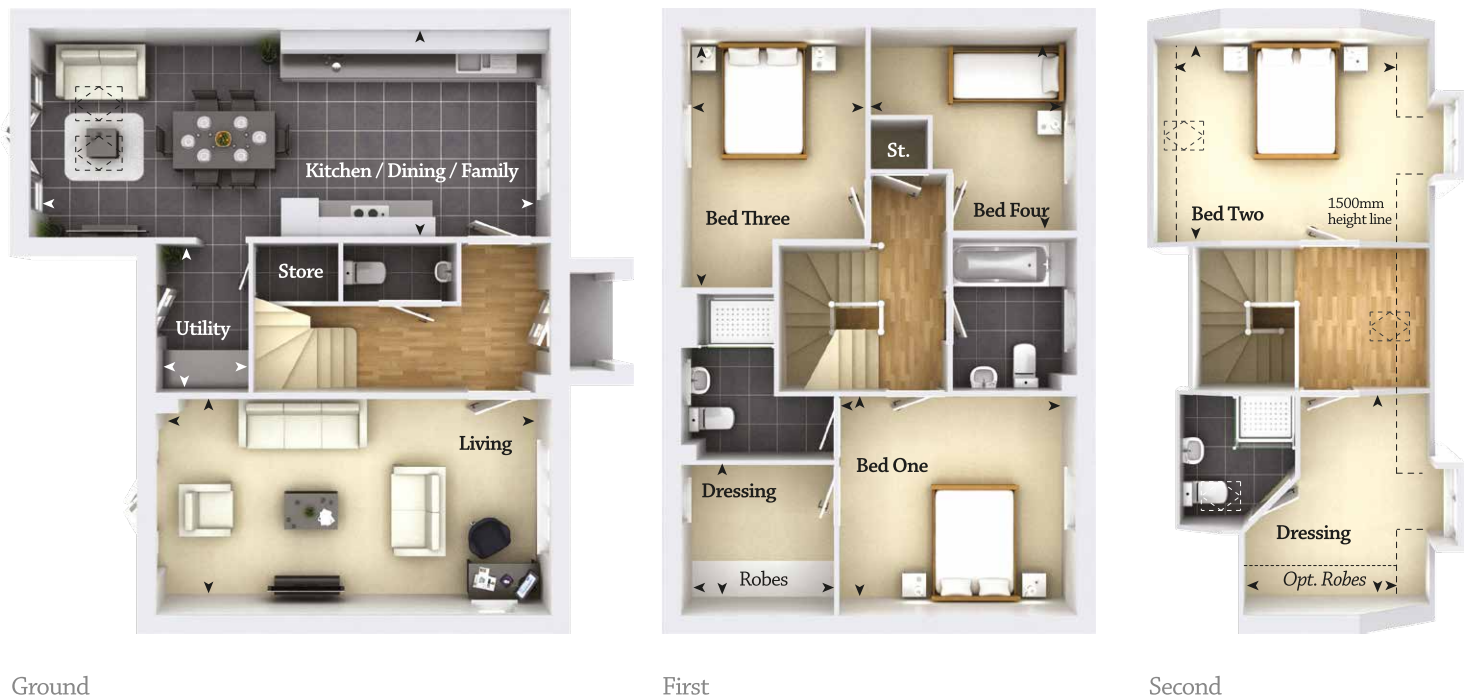 Kitchen / Dining / Family
Store
Utility
Living
Ground
St.
Bed Three
Bed Four
Bed One
Dressing
Robes
First
Bed Two
1500mm
height line
Dressing
Opt. Robes
Second